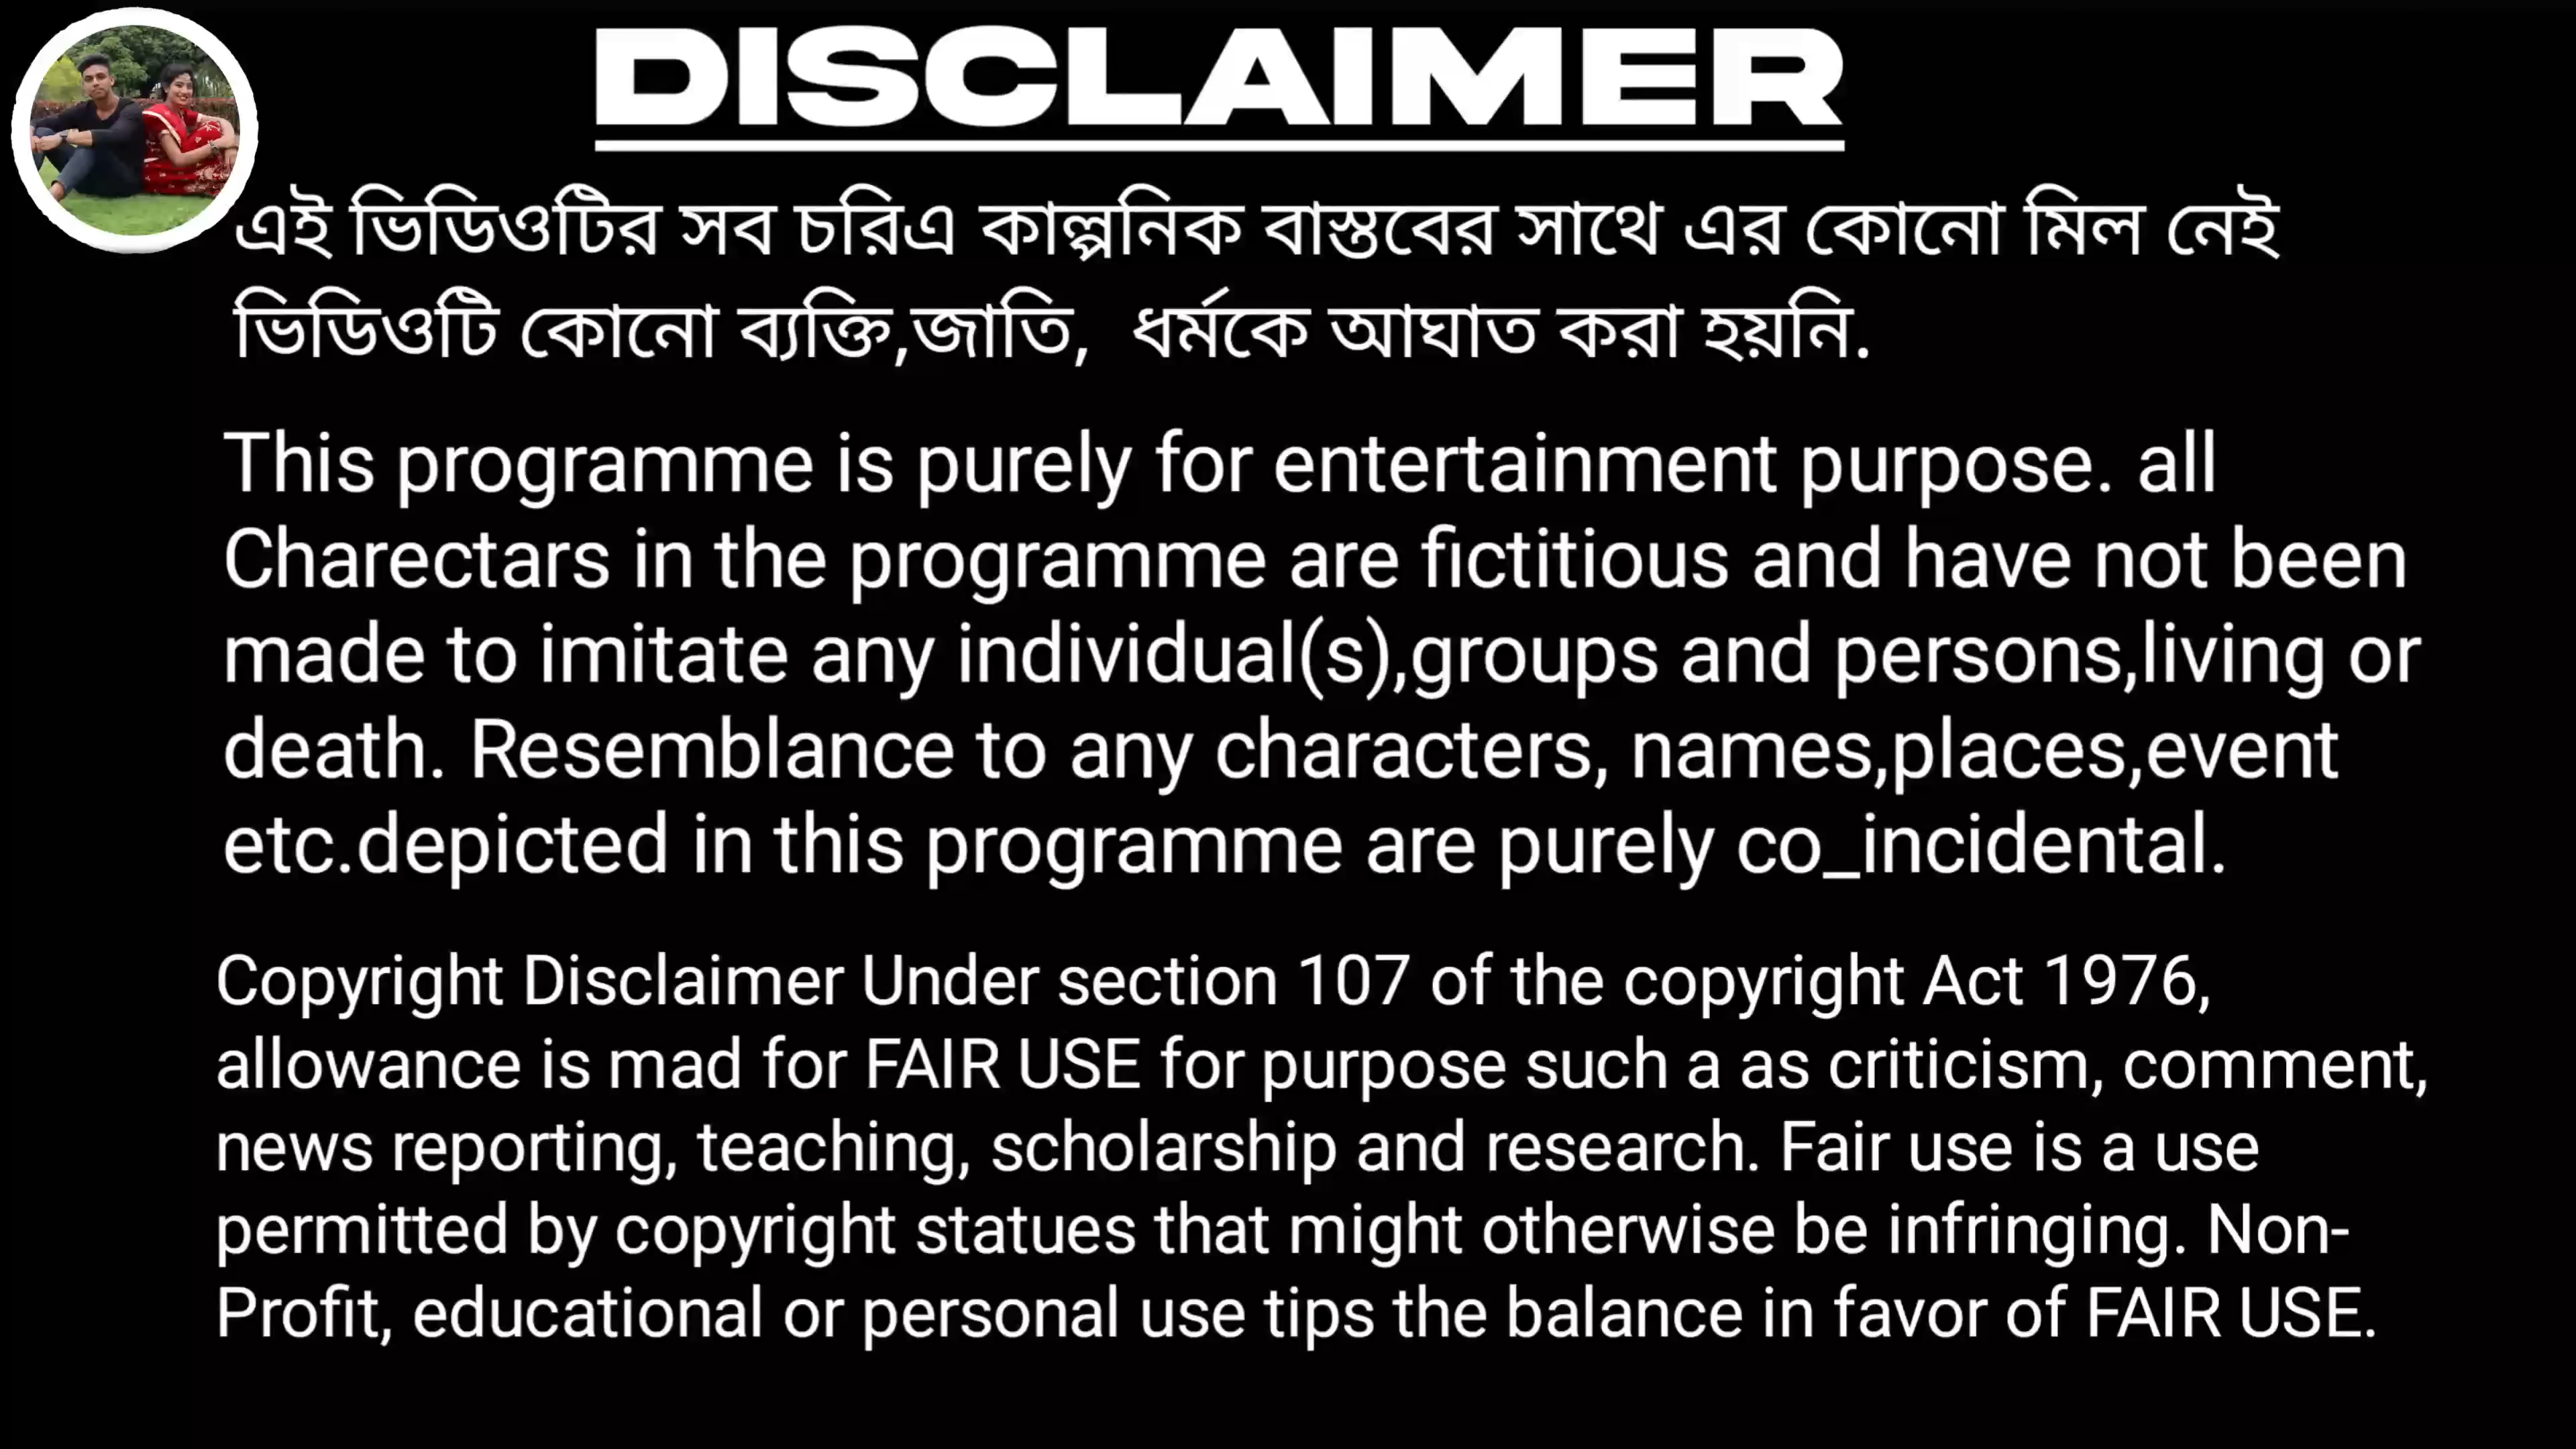 DISCLAIMER
এই ভিডিওটির সব চরিএ কাল্পনিক বাস্তবের সাথে এর কোনো মিল নেই
ভিডিওটি কোনো ব্যক্তি,জাতি, ধর্মকে আঘাত করা হয়নি.
This programme is purely for entertainment purpose. all
Charectars in the programme are fictitious and have not been
made to imitate any individual(s),groups and persons,living or
death. Resemblance to any characters, names,places,event
etc.depicted in this programme are purely co_incidental.
Copyright Disclaimer Under section 107 of the copyright Act 1976,
allowance is mad for FAIR USE for purpose such a as criticism, comment,
news reporting, teaching, scholarship and research. Fair use is a use
permitted by copyright statues that might otherwise be infringing. Non-
Profit, educational or personal use tips the balance in favor of FAIR USE.